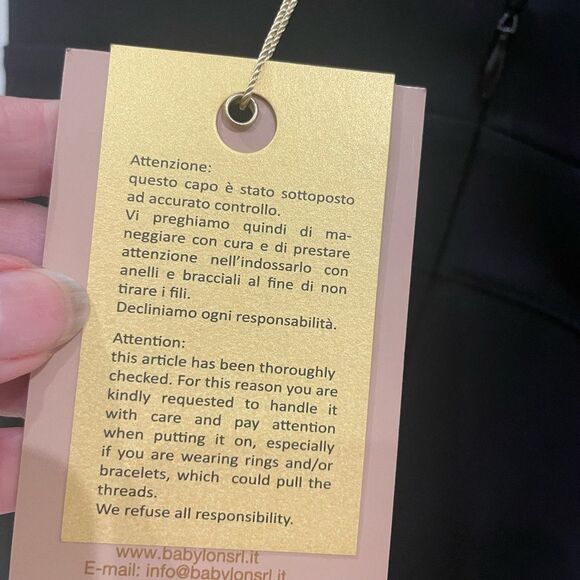 Attenzione:
questo capo è stato sottoposto
ad accurato controllo.
Vi preghiamo quindi di ma-
neggiare con cura e di prestare
attenzione nell'indossarlo con
anelli e bracciali al fine di non
tirare i fili.
Decliniamo ogni responsabilità.
Attention:
this article has been thoroughly
checked. For this reason you are
kindly requested to handle it
with care and pay attention
when putting it on, especially
if you are wearing rings and/or
bracelets, which could pull the
threads.
We refuse all responsibility.
www.babylonsrl.it
E-mail: info@babylonsrl.it